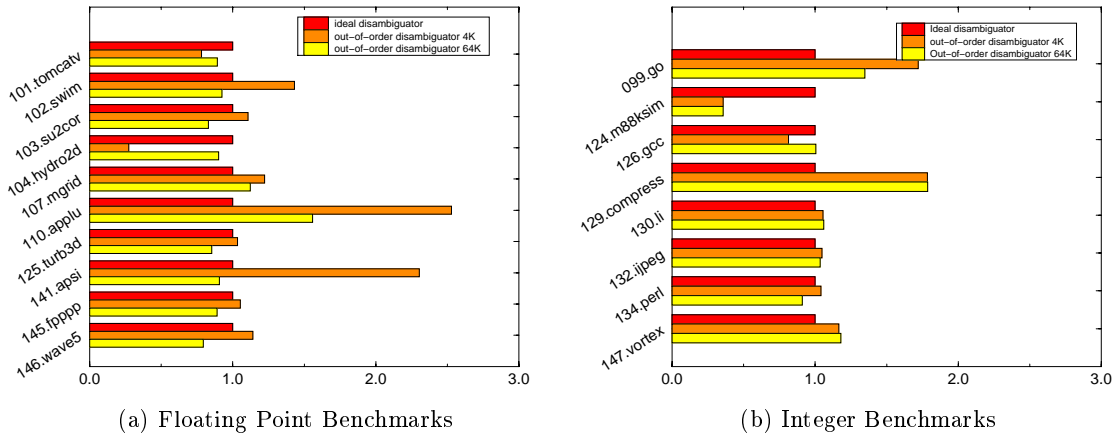 ideal disambiguator
out-of-order disambiguator 4K
out-of-order disambiguator 64K
101.tomcatv
102.swim
103.su2cor
104.hydro2d
107.mgrid
110.applu
125.turb3d
141.apsi
145.fpppp
146.wave5
0.0 1.0 2.0 3.0
(a) Floating Point Benchmarks
Ideal disambiguator
out-of-order disambiguator 4K
Out-of-order disambiguator 64K
099.go
124.m88ksim
126.gcc
129.compress
130.li
132.ijpeg
134.perl
147.vortex
0.0 1.0 2.0 3.0
(b) Integer Benchmarks